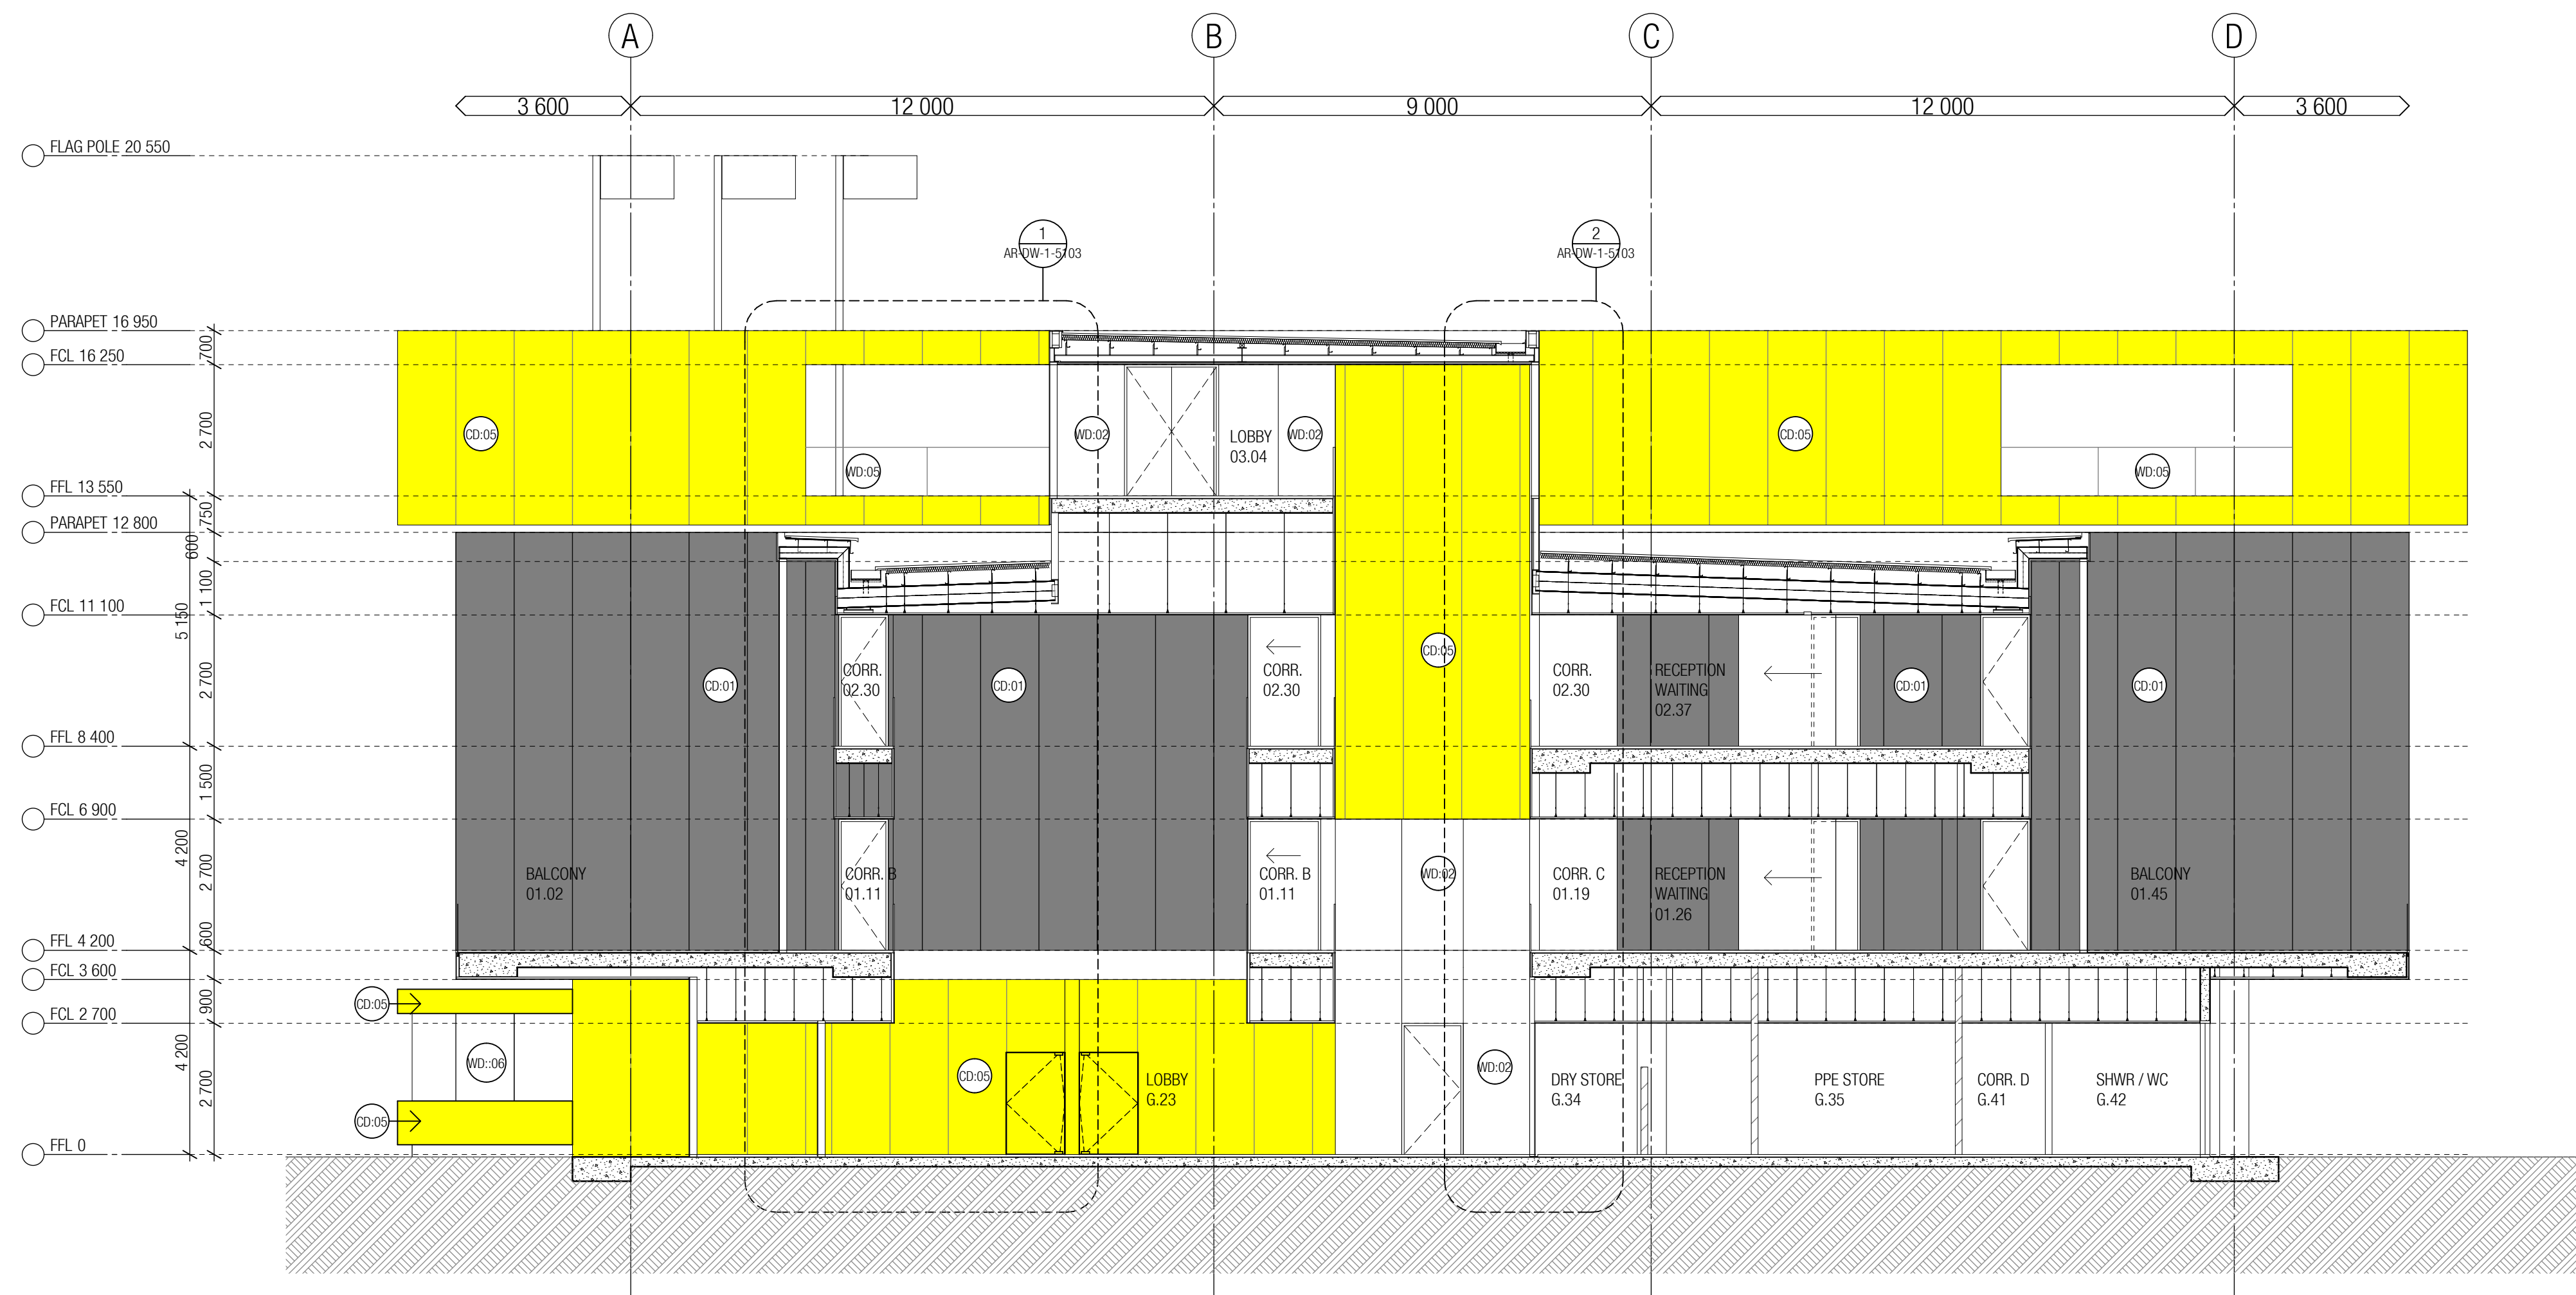 A
B
C
D
3 600
12 000
9 000
12 000
3 600
FLAG POLE 20 550
1
AR-DW-1-5103
2
AR-DW-1-5103
PARAPET 16 950
700
FCL 16 250
2 700
CD:05
WD:05
WD:02
LOBBY
03.04
WD:02
CD:05
WD:05
FFL 13 550
750
PARAPET 12 800
600
1 100
5 150
FCL 11 100
2 700
CD:01
CORR.
02.30
CD:01
CORR.
02.30
CD:05
CORR.
02.30
RECEPTION
WAITING
02.37
CD:01
CD:01
FFL 8 400
1 500
FCL 6 900
4 200
2 700
BALCONY
01.02
CORR. B
01.11
CORR. B
01.11
WD:02
CORR. C
01.19
RECEPTION
WAITING
01.26
BALCONY
01.45
FFL 4 200
600
FCL 3 600
900
CD:05
FCL 2 700
4 200
2 700
WD::06
CD:05
CD:05
LOBBY
G.23
WD:02
DRY STORE
G.34
PPE STORE
G.35
CORR. D
G.41
SHWR / WC
G.42
FFL 0